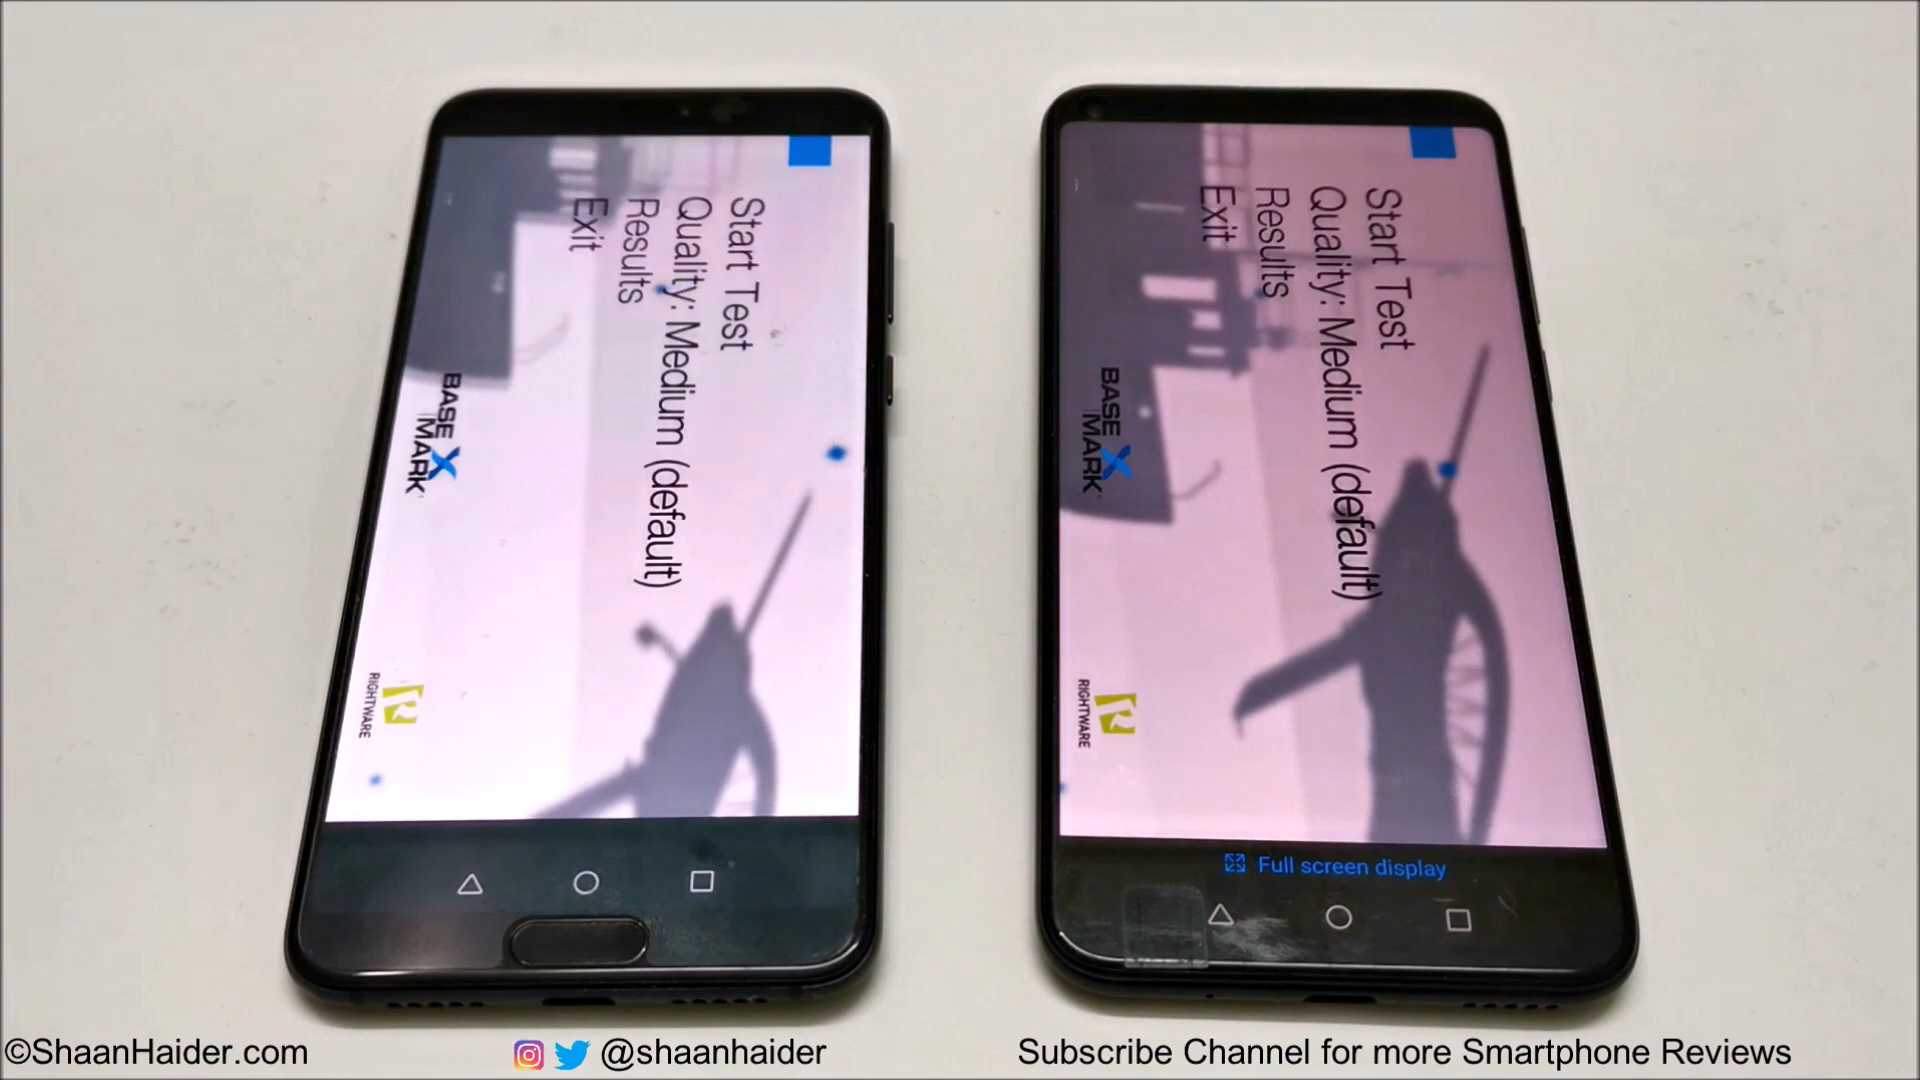 Start Test
Quality: Medium (default)
Results
Exit
BASE
MARK
X
RIGHTWARE
Start Test
Quality: Medium (default)
Results
Exit
BASE
MARK
X
RIGHTWARE
Full screen display
©ShaanHaider.com
@shaanhaider
Subscribe Channel for more Smartphone Reviews